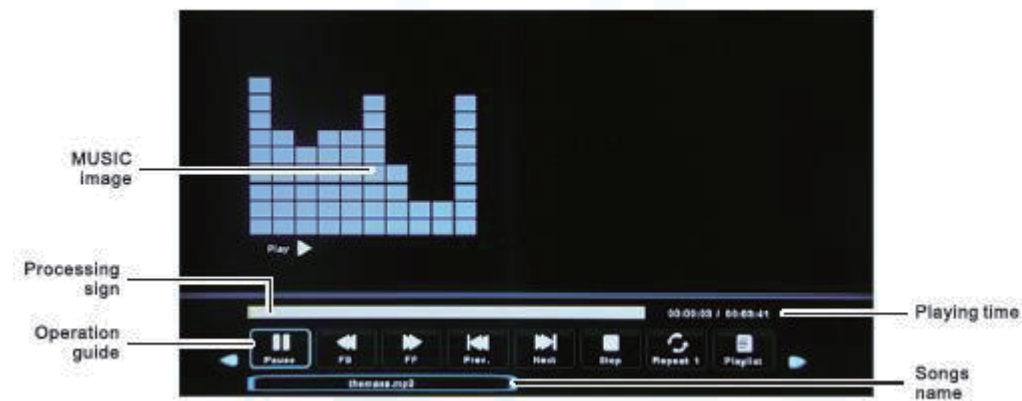 MUSIC
image
Play
Processing
sign
00:00:03 / 00:03:41
Playing time
Operation
guide
Pause FB FF Prev. Next Stop Repeat 1 Playlist
Songs
name